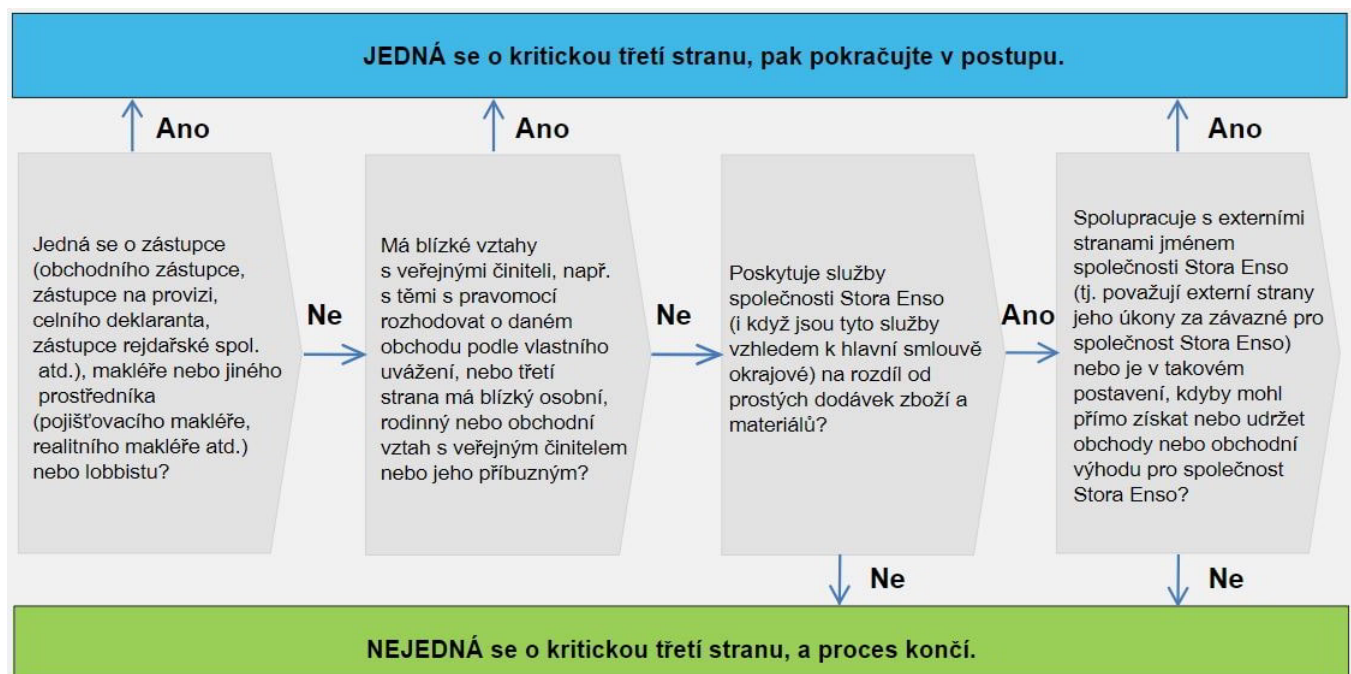 JEDNÁ se o kritickou třetí stranu, pak pokračujte v postupu.
Ano
Ano
Ano
Jedná se o zástupce
(obchodního zástupce,
zástupce na provizi,
celního deklaranta,
zástupce rejdařské spol.
atd.), makléře nebo jiného
prostředníka
(pojišťovacího makléře,
realitního makléře atd.)
nebo lobbistu?
Ne
Má blízké vztahy
s veřejnými činiteli, např.
s těmi s pravomocí
rozhodovat o daném
obchodu podle vlastního
uvážení, nebo třetí
strana má blízký osobní,
rodinný nebo obchodní
vztah s veřejným činitelem
nebo jeho příbuzným?
Ne
Poskytuje služby
společnosti Stora Enso
(i když jsou tyto služby
vzhledem k hlavní smlouvě
okrajové) na rozdíl od
prostých dodávek zboží a
materiálů?
Ano
Spolupracuje s externími
stranami jménem
společnosti Stora Enso
(tj. považují externí strany
jeho úkony za závazné pro
společnost Stora Enso)
nebo je v takovém
postavení, kdyby mohl
přímo získat nebo udržet
obchody nebo obchodní
výhodu pro společnost
Stora Enso?
Ne
Ne
NEJEDNÁ se o kritickou třetí stranu, a proces končí.